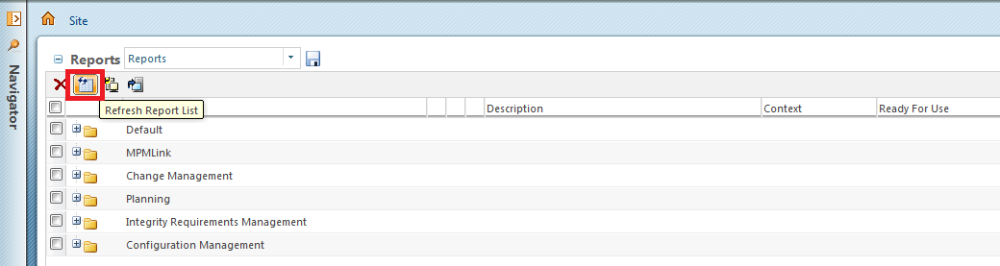 Site
Navigator
Reports Reports
Refresh Report List
Description Context Ready For Use
Default
MPMLink
Change Management
Planning
Integrity Requirements Management
Configuration Management